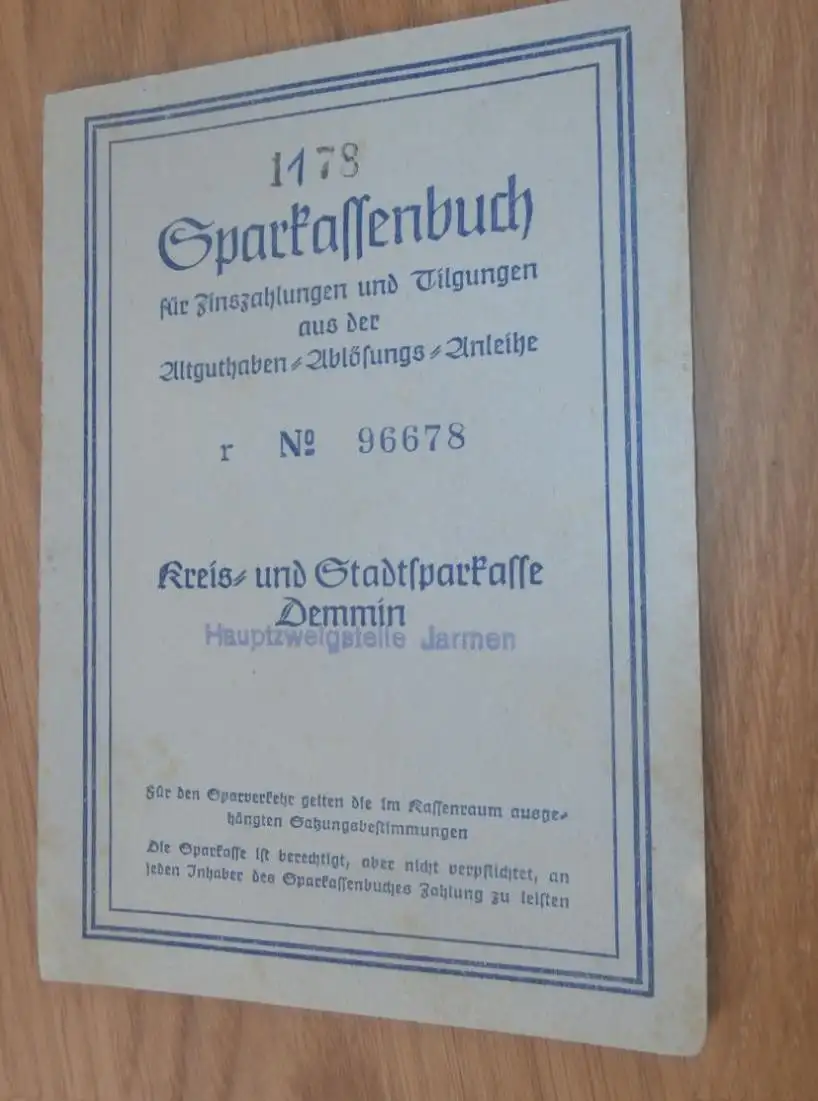 1178
Sparkassenbuch
für Zinszahlungen und Tilgungen
aus der
Altguthaben-Ablösungs-Anleihe
r No 96678
Kreis- und Stadtsparkasse
Demmin
Hauptzweigstelle Jarmen
Für den Sparverkehr gelten die im Kassenraum ausge-
hängten Satzungsbestimmungen
Die Sparkasse ist berechtigt, aber nicht verpflichtet, an
jeden Inhaber des Sparkassenbuches Zahlung zu leisten